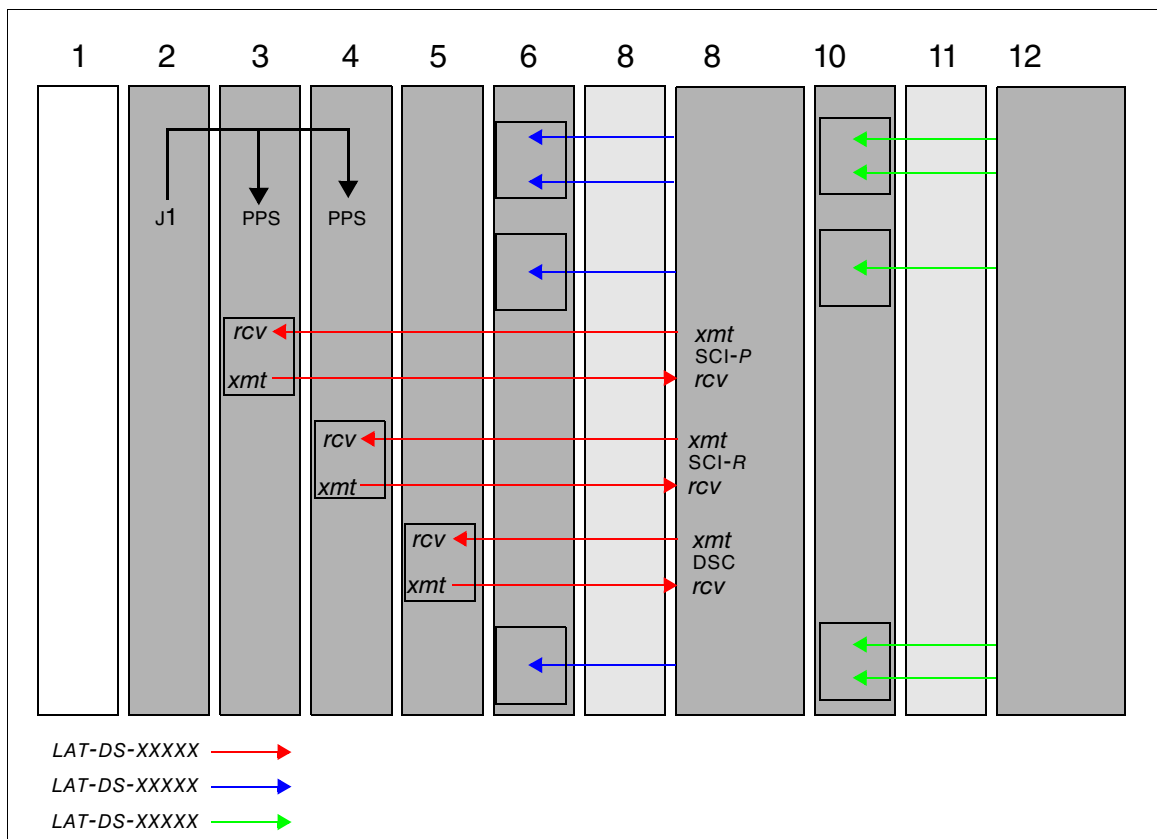 1 2 3 4 5 6 8 8 10 11 12
J1 PPS PPS
rcv xmt
SCI-P
xmt rcv
rcv xmt
SCI-R
xmt rcv
rcv xmt
DSC
xmt rcv
LAT-DS-XXXXX
LAT-DS-XXXXX
LAT-DS-XXXXX